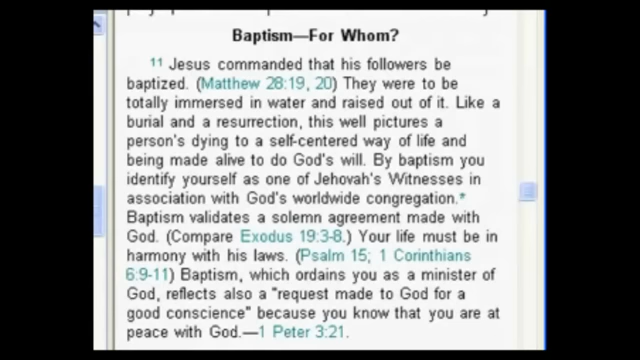 Baptism—For Whom?
11 Jesus commanded that his followers be
baptized. (Matthew 28:19, 20) They were to be
totally immersed in water and raised out of it. Like a
burial and a resurrection, this well pictures a
person's dying to a self-centered way of life and
being made alive to do God's will. By baptism you
identify yourself as one of Jehovah's Witnesses in
association with God's worldwide congregation.*
Baptism validates a solemn agreement made with
God. (Compare Exodus 19:3-8.) Your life must be in
harmony with his laws. (Psalm 15; 1 Corinthians
6:9-11) Baptism, which ordains you as a minister of
God, reflects also a "request made to God for a
good conscience" because you know that you are at
peace with God.—1 Peter 3:21.